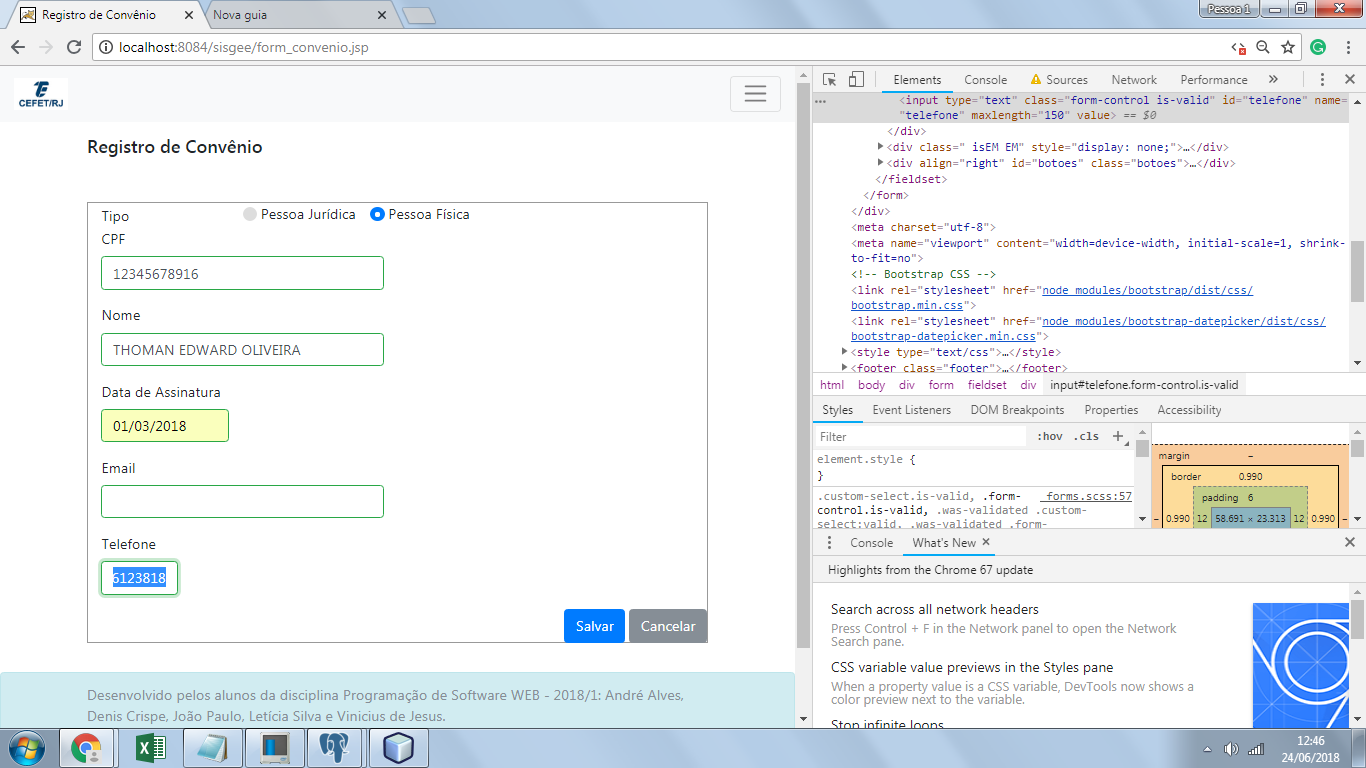 Registro de Convênio
Nova guia
Pessoa 1
localhost:8084/sisgee/form_convenio.jsp
CEFET/RJ
Registro de Convênio
Tipo
Pessoa Jurídica
Pessoa Física
CPF
12345678916
Nome
THOMAN EDWARD OLIVEIRA
Data de Assinatura
01/03/2018
Email
Telefone
6123818
Salvar
Cancelar
Desenvolvido pelos alunos da disciplina Programação de Software WEB - 2018/1: André Alves,
Denis Crispe, João Paulo, Letícia Silva e Vinicius de Jesus.
Elements Console Sources Network Performance »
<input type="text" class="form-control is-valid" id="telefone" name=
"telefone" maxlength="150" value> == $0
</div>
<div class=" isEM EM" style="display: none;">…</div>
<div align="right" id="botoes" class="botoes">…</div>
</fieldset>
</form>
</div>
<meta charset="utf-8">
<meta name="viewport" content="width=device-width, initial-scale=1, shrink-
to-fit=no">
<!-- Bootstrap CSS -->
<link rel="stylesheet" href="node_modules/bootstrap/dist/css/
bootstrap.min.css">
<link rel="stylesheet" href="node_modules/bootstrap-datepicker/dist/css/
bootstrap-datepicker.min.css">
<style type="text/css">…</style>
<footer class="footer">…</footer>
html body div form fieldset div input#telefone.form-control.is-valid
Styles Event Listeners DOM Breakpoints Properties Accessibility
Filter
:hov .cls +
element.style {
}
.custom-select.is-valid, .form-
_forms.scss:57
control.is-valid, .was-validated .custom-
select:valid, .was-validated .form-
margin –
border 0.990
padding 6
– 0.990 12 58.691 × 23.313 12 0.990 –
Console What's New
Highlights from the Chrome 67 update
Search across all network headers
Press Control + F in the Network panel to open the Network
Search pane.
CSS variable value previews in the Styles pane
When a property value is a CSS variable, DevTools now shows a
color preview next to the variable.
Stop infinite loops
12:46
24/06/2018